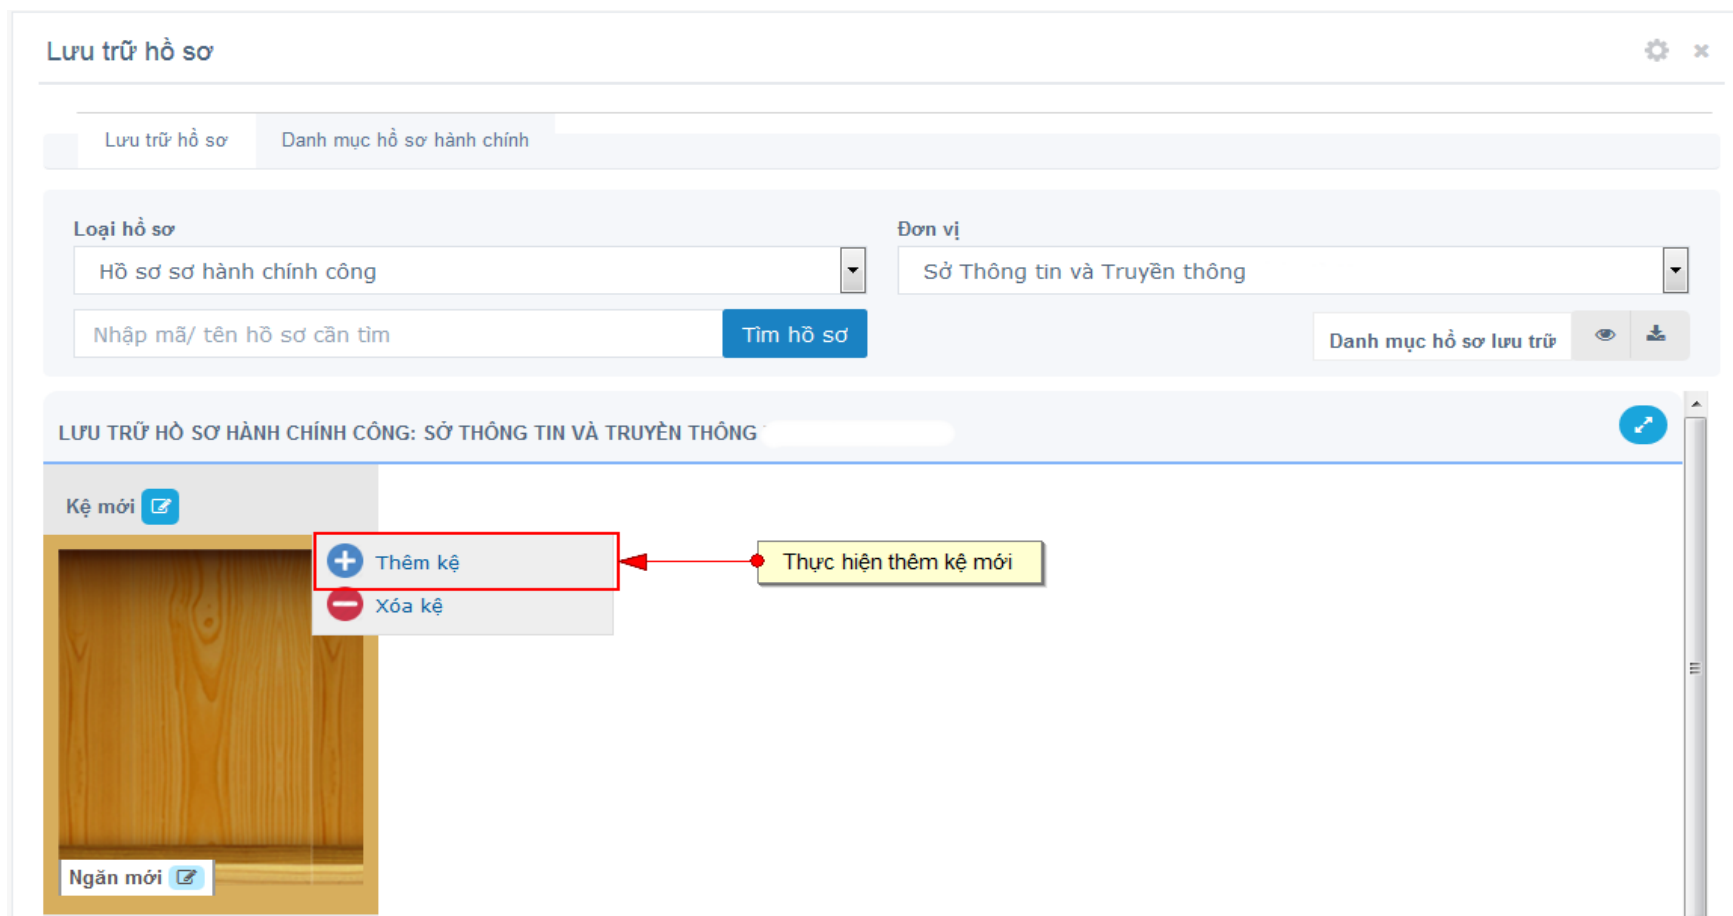 Lưu trữ hồ sơ
Lưu trữ hồ sơ
Danh mục hồ sơ hành chính
Loại hồ sơ
Đơn vị
Hồ sơ sơ hành chính công
Sở Thông tin và Truyền thông
Nhập mã/ tên hồ sơ cần tìm
Tìm hồ sơ
Danh mục hồ sơ lưu trữ
LƯU TRỮ HỒ SƠ HÀNH CHÍNH CÔNG: SỞ THÔNG TIN VÀ TRUYỀN THÔNG
Kệ mới
Thêm kệ
Thực hiện thêm kệ mới
Xóa kệ
Ngăn mới